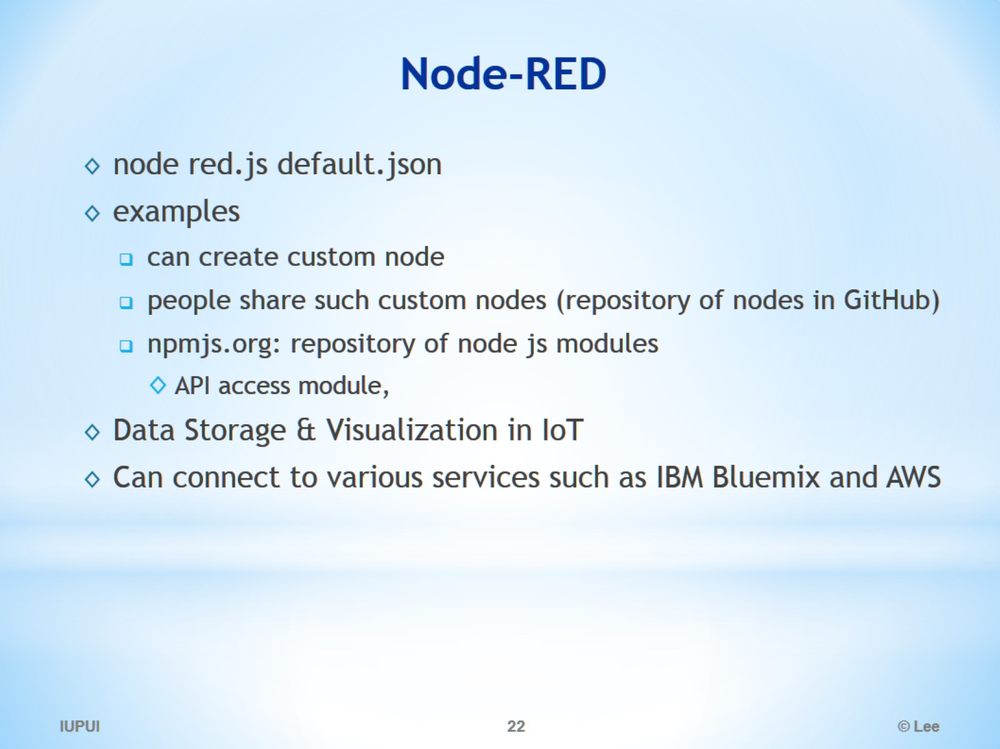 Node-RED
node red.js default.json
examples
can create custom node
people share such custom nodes (repository of nodes in GitHub)
npmjs.org: repository of node js modules
API access module,
Data Storage & Visualization in IoT
Can connect to various services such as IBM Bluemix and AWS
IUPUI
22
© Lee